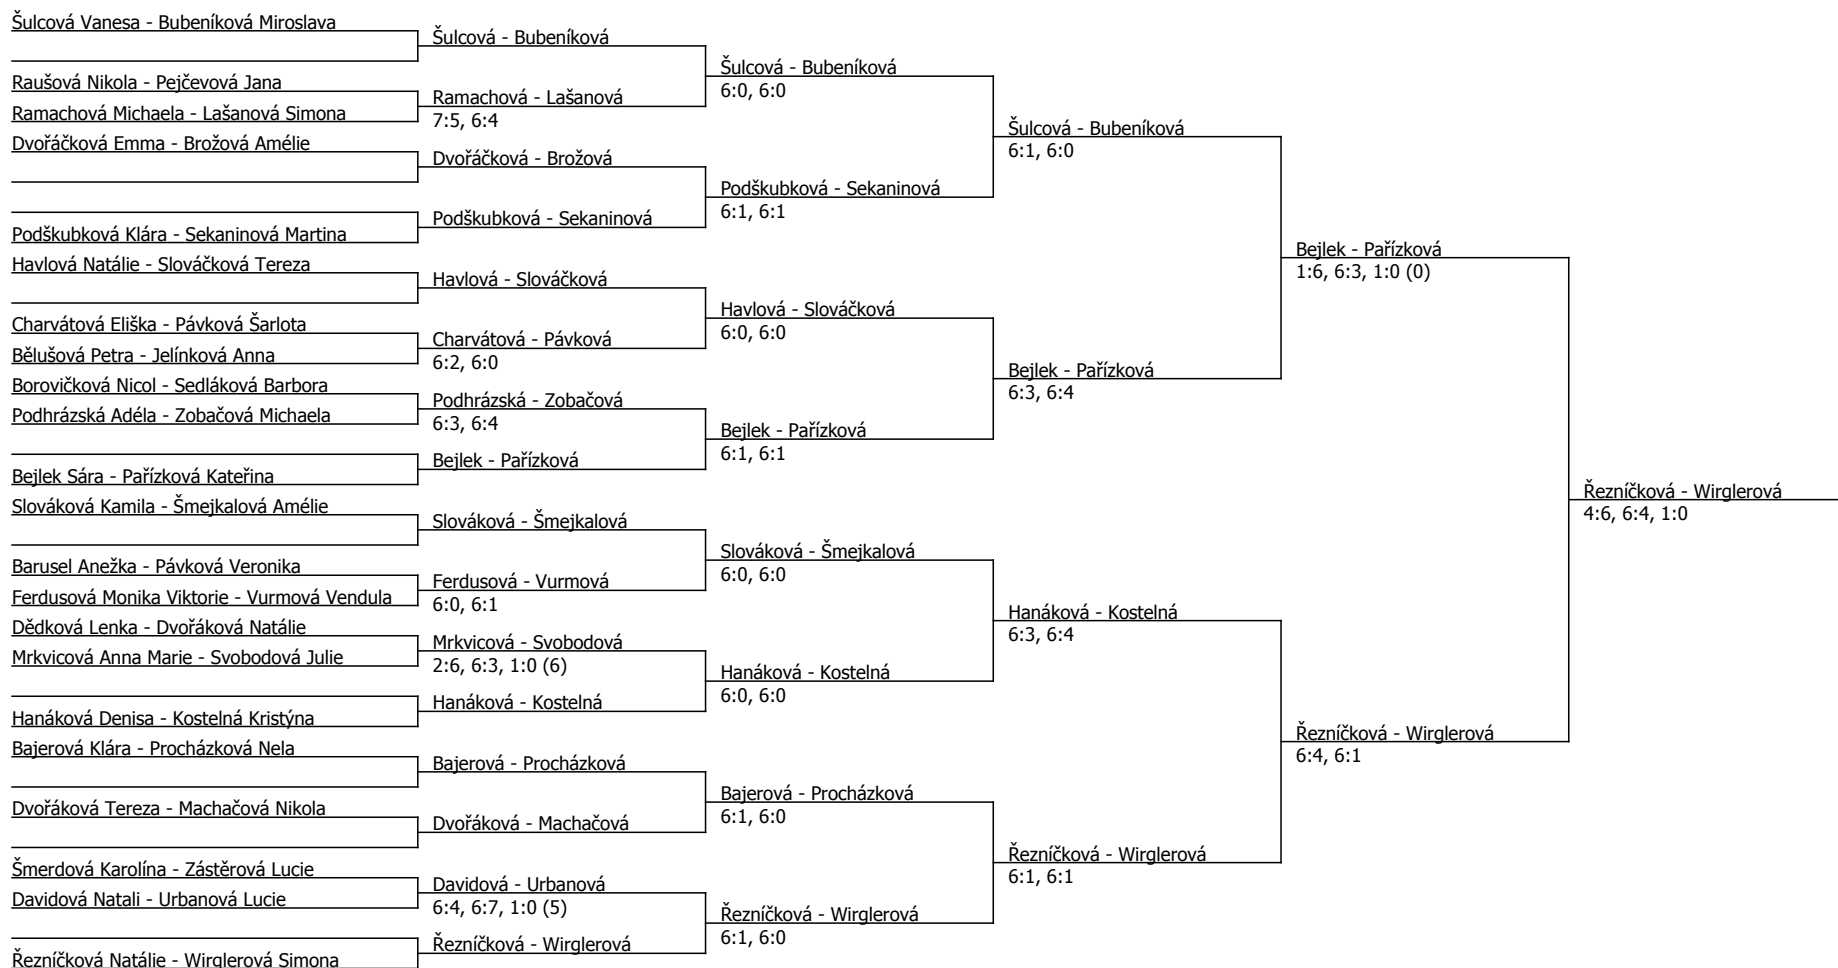 Šulcová Vanesa - Bubeníková Miroslava
Raušová Nikola - Pejčevová Jana
Ramachová Michaela - Lašanová Simona
Dvořáčková Emma - Brožová Amélie
Podškubková Klára - Sekaninová Martina
Havlová Natálie - Slováčková Tereza
Charvátová Eliška - Pávková Šarlota
Bělušová Petra - Jelínková Anna
Borovičková Nicol - Sedláková Barbora
Podhrázská Adéla - Zobačová Michaela
Bejlek Sára - Pařízková Kateřina
Slováková Kamila - Šmejkalová Amélie
Barusel Anežka - Pávková Veronika
Ferdusová Monika Viktorie - Vurmová Vendula
Dědková Lenka - Dvořáková Natálie
Mrkvicová Anna Marie - Svobodová Julie
Hanáková Denisa - Kostelná Kristýna
Bajerová Klára - Procházková Nela
Dvořáková Tereza - Machačová Nikola
Šmerdová Karolína - Zástěrová Lucie
Davidová Natali - Urbanová Lucie
Řezníčková Natálie - Wirglerová Simona
Šulcová - Bubeníková
Ramachová - Lašanová
7:5, 6:4
Dvořáčková - Brožová
Podškubková - Sekaninová
Havlová - Slováčková
Charvátová - Pávková
6:2, 6:0
Podhrázská - Zobačová
6:3, 6:4
Bejlek - Pařízková
Slováková - Šmejkalová
Ferdusová - Vurmová
6:0, 6:1
Mrkvicová - Svobodová
2:6, 6:3, 1:0 (6)
Hanáková - Kostelná
Bajerová - Procházková
Dvořáková - Machačová
Davidová - Urbanová
6:4, 6:7, 1:0 (5)
Řezníčková - Wirglerová
Šulcová - Bubeníková
6:0, 6:0
Podškubková - Sekaninová
6:1, 6:1
Havlová - Slováčková
6:0, 6:0
Bejlek - Pařízková
6:1, 6:1
Slováková - Šmejkalová
6:0, 6:0
Hanáková - Kostelná
6:0, 6:0
Bajerová - Procházková
6:1, 6:0
Řezníčková - Wirglerová
6:1, 6:0
Šulcová - Bubeníková
6:1, 6:0
Bejlek - Pařízková
6:3, 6:4
Hanáková - Kostelná
6:3, 6:4
Řezníčková - Wirglerová
6:1, 6:1
Bejlek - Pařízková
1:6, 6:3, 1:0 (0)
Řezníčková - Wirglerová
6:4, 6:1
Řezníčková - Wirglerová
4:6, 6:4, 1:0